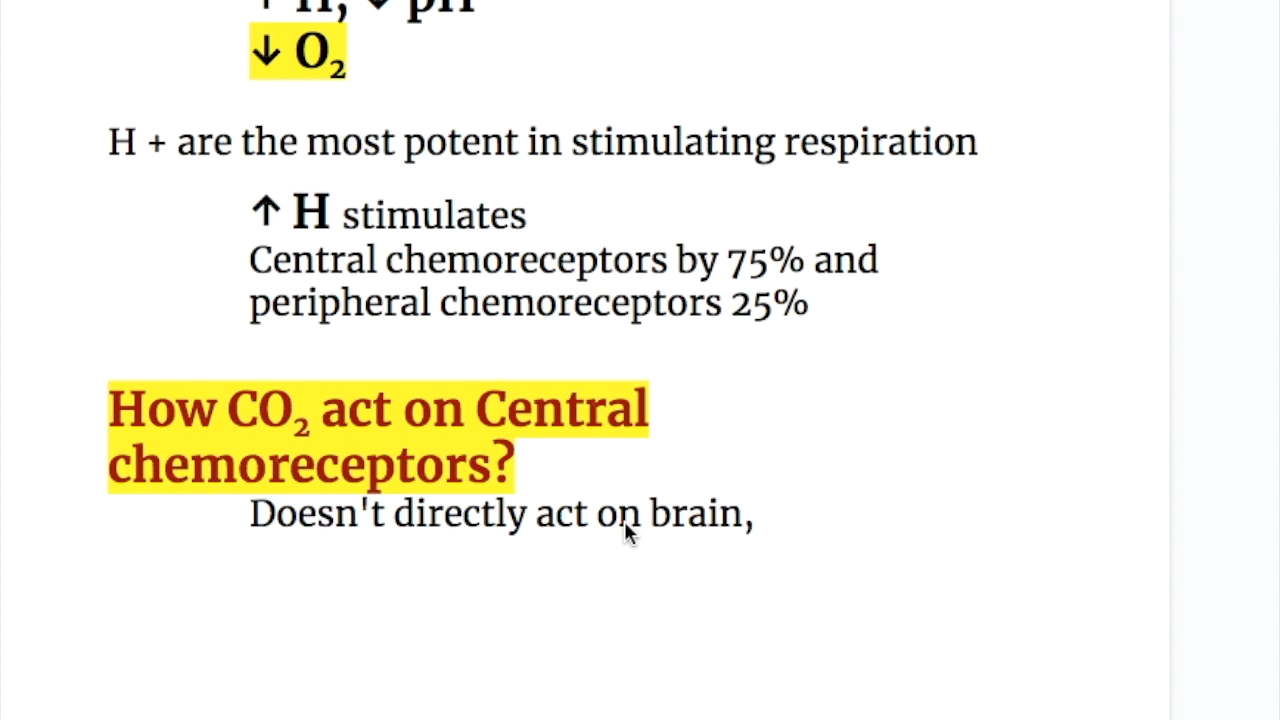 ↑ H, ↓ pH
↓ O₂
H + are the most potent in stimulating respiration
↑ H stimulates
Central chemoreceptors by 75% and
peripheral chemoreceptors 25%
How CO₂ act on Central
chemoreceptors?
Doesn't directly act on brain,